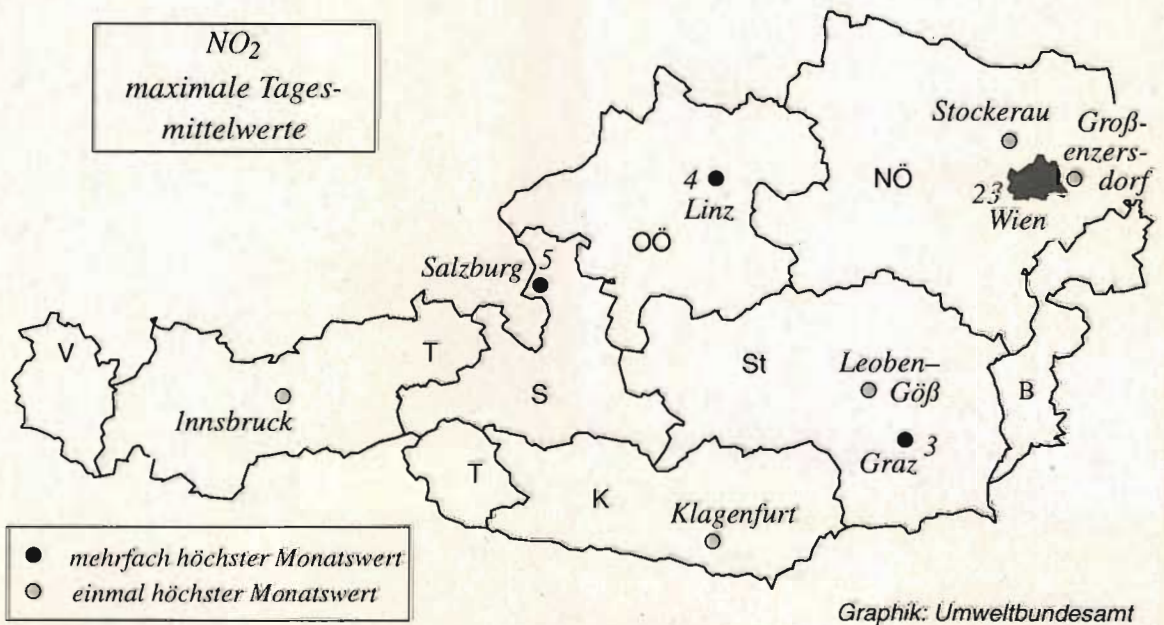 NO2
maximale Tages-
mittelwerte
Stockerau
Groß-
enzers-
dorf
23
Wien
NÖ
4
Linz
OÖ
5
Salzburg
V
T
Innsbruck
S
St
Leoben–
Göß
B
3
Graz
T
K
Klagenfurt
mehrfach höchster Monatswert
einmal höchster Monatswert
Graphik: Umweltbundesamt